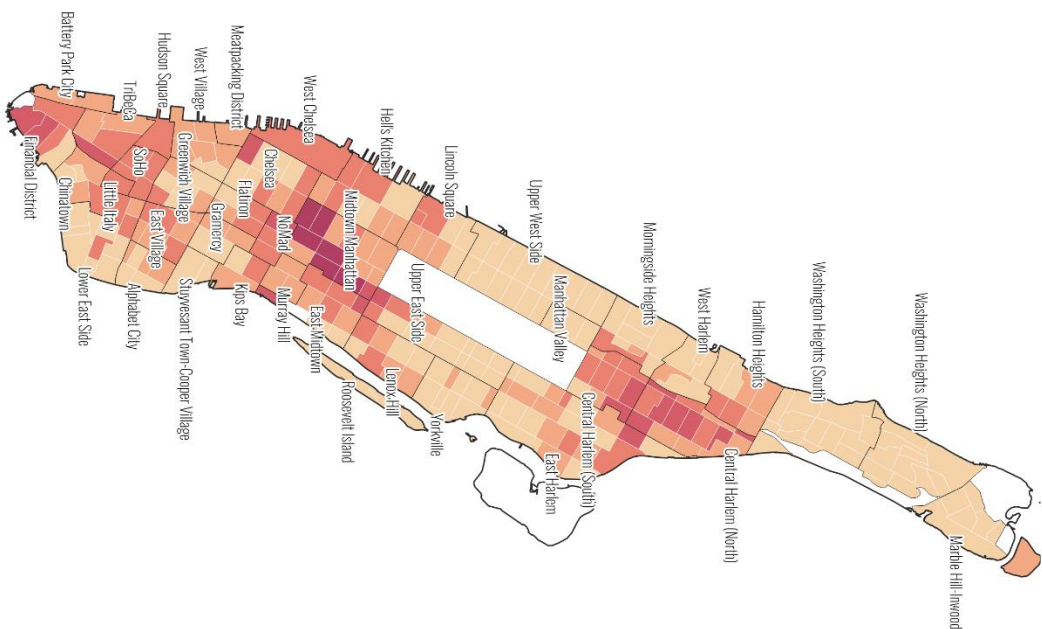 Battery Park City
TriBeCa
Hudson Square
West Village
Meatpacking District
West Chelsea
Hell's Kitchen
Lincoln Square
Upper West Side
Manhattan Valley
Morningside Heights
West Harlem
Hamilton Heights
Washington Heights (South)
Washington Heights (North)
Financial District
Chinatown
SoHo
Little Italy
Greenwich Village
East Village
Chelsea
Flatiron
Gramercy
NoMad
Midtown Manhattan
Upper East Side
Lower East Side
Alphabet City
Stuyvesant Town-Cooper Village
Kips Bay
Murray Hill
East Midtown
Roosevelt Island
Lenox Hill
Yorkville
East Harlem
Central Harlem (South)
Central Harlem (North)
Marble Hill-Inwood